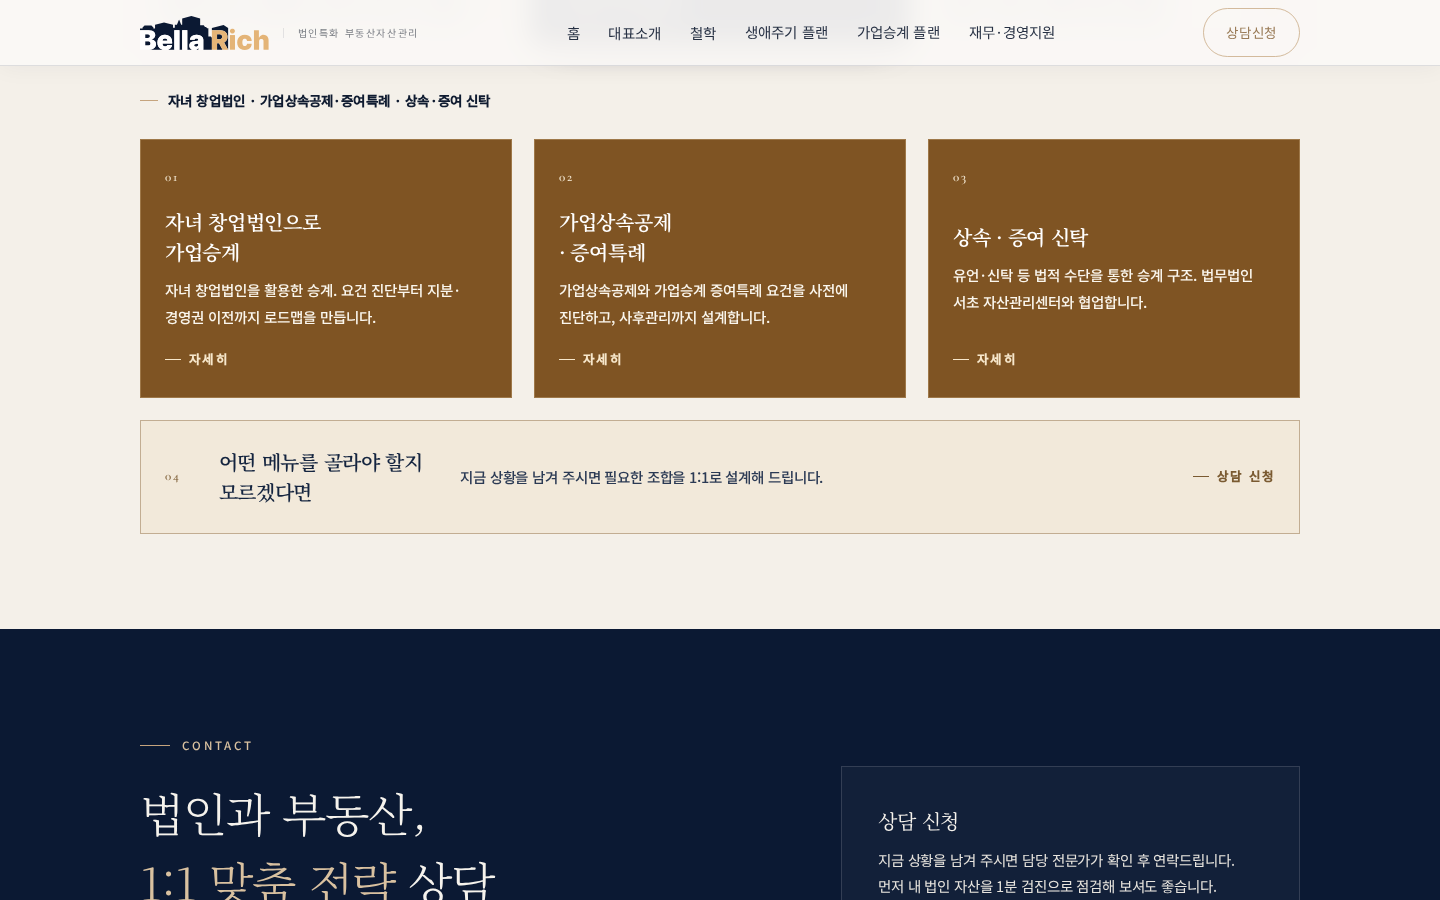 BellaRich
법인특화 부동산자산관리
홈
대표소개
철학
생애주기 플랜
가업승계 플랜
재무·경영지원
상담신청
자녀 창업법인 · 가업상속공제·증여특례 · 상속·증여 신탁
01
자녀 창업법인으로
가업승계
자녀 창업법인을 활용한 승계. 요건 진단부터 지분·
경영권 이전까지 로드맵을 만듭니다.
자세히
02
가업상속공제
· 증여특례
가업상속공제와 가업승계 증여특례 요건을 사전에
진단하고, 사후관리까지 설계합니다.
자세히
03
상속 · 증여 신탁
유언·신탁 등 법적 수단을 통한 승계 구조. 법무법인
서초 자산관리센터와 협업합니다.
자세히
04
어떤 메뉴를 골라야 할지
모르겠다면
지금 상황을 남겨 주시면 필요한 조합을 1:1로 설계해 드립니다.
상담 신청
CONTACT
법인과 부동산,
1:1 맞춤 전략 상담
상담 신청
지금 상황을 남겨 주시면 담당 전문가가 확인 후 연락드립니다.
먼저 내 법인 자산을 1분 검진으로 점검해 보셔도 좋습니다.